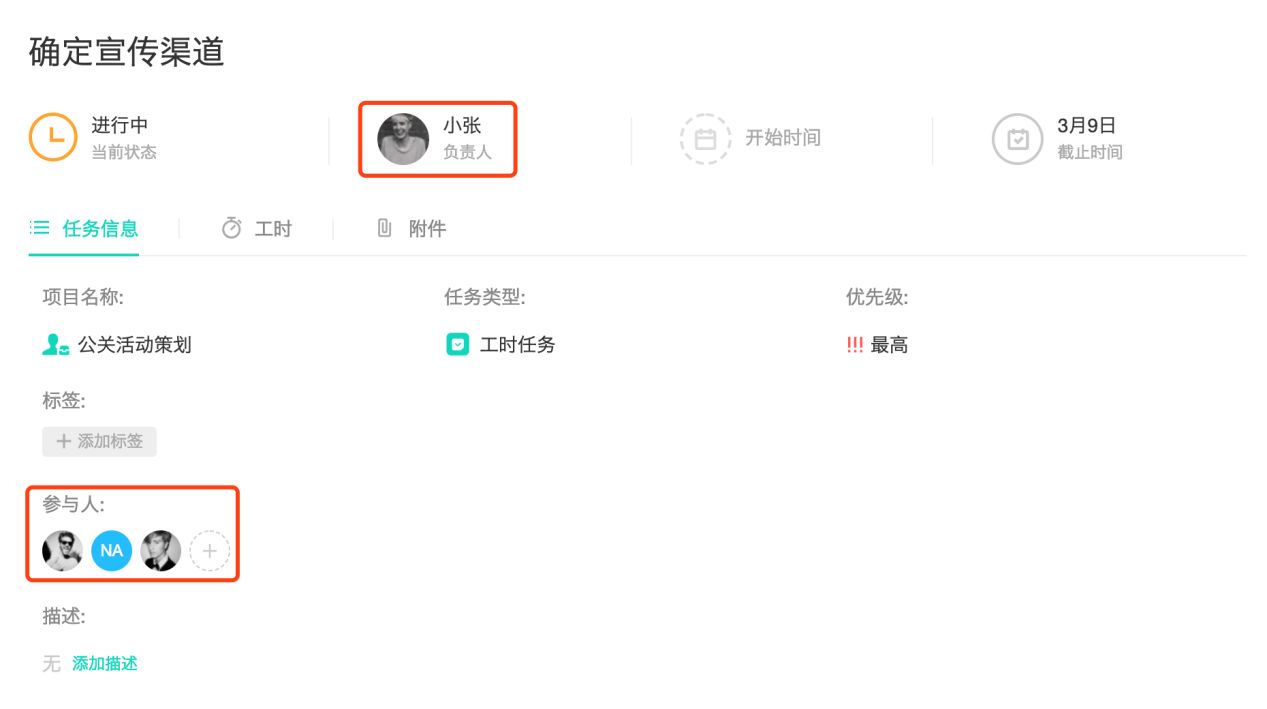 确定宣传渠道
进行中
当前状态
小张
负责人
开始时间
3月9日
截止时间
任务信息
工时
附件
项目名称:
任务类型:
优先级:
公关活动策划
工时任务
!!! 最高
标签:
+ 添加标签
参与人:
NA
+
描述:
无 添加描述